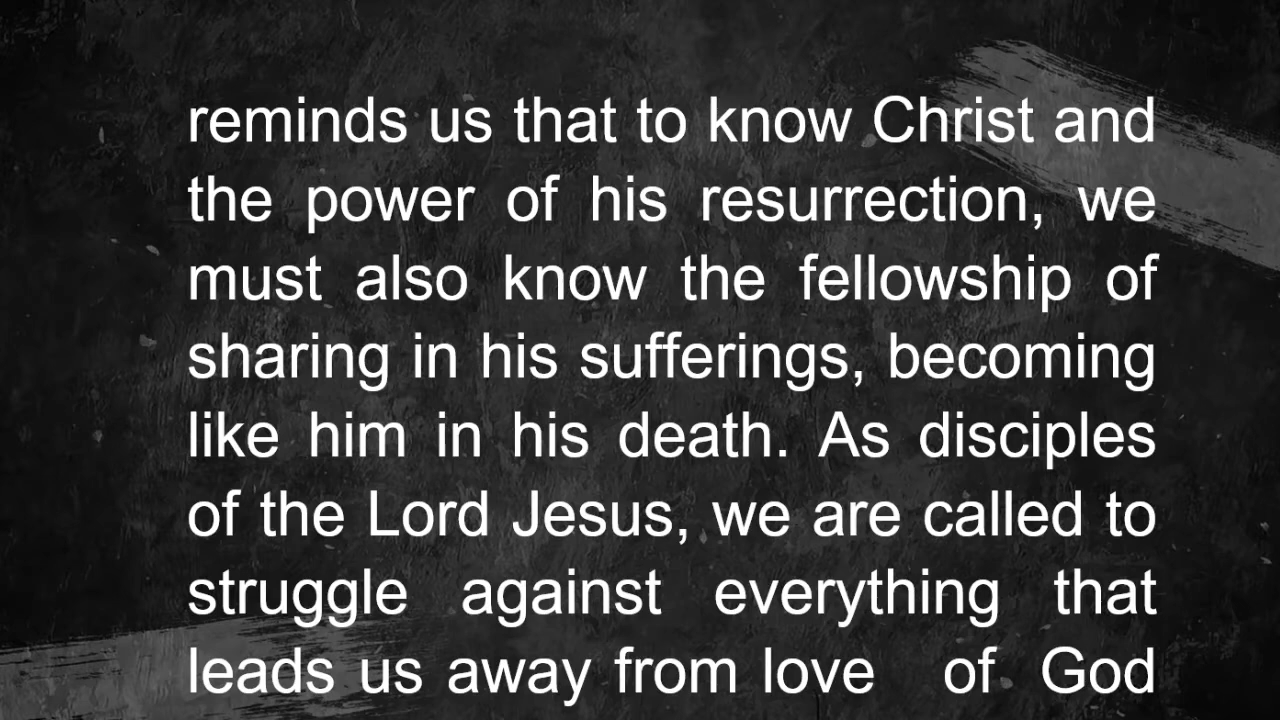 reminds us that to know Christ and
the power of his resurrection, we
must also know the fellowship of
sharing in his sufferings, becoming
like him in his death. As disciples
of the Lord Jesus, we are called to
struggle against everything that
leads us away from love of God